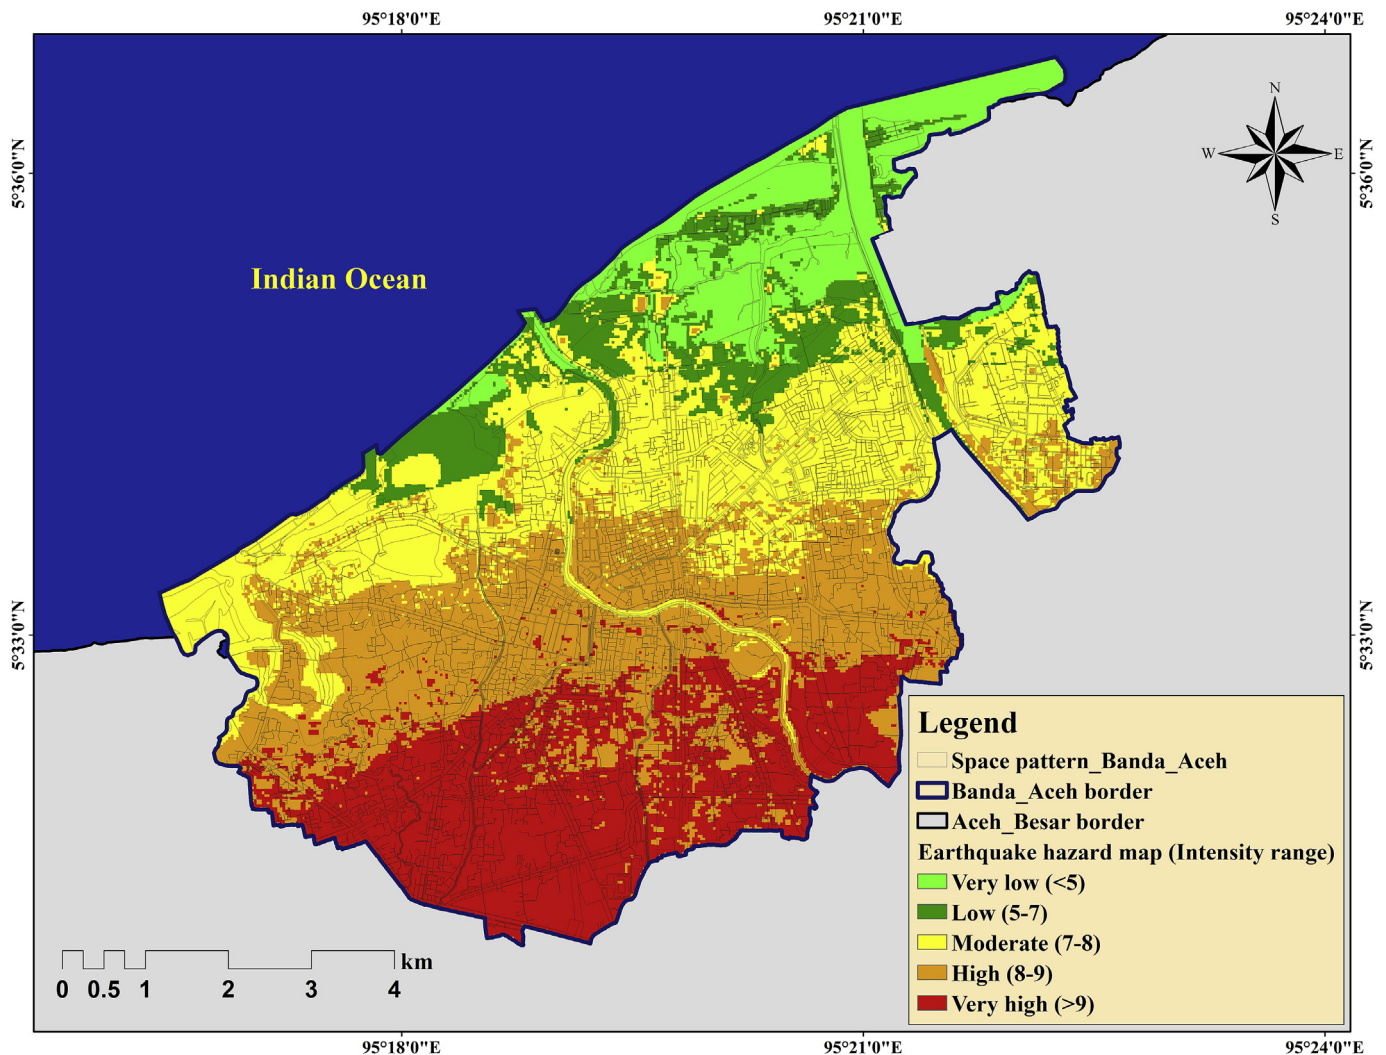 95°18'0"E
95°21'0"E
95°24'0"E
5°36'0"N
5°36'0"N
N
W
E
S
Indian Ocean
5°33'0"N
5°33'0"N
Legend
Space pattern_Banda_Aceh
Banda_Aceh border
Aceh_Besar border
Earthquake hazard map (Intensity range)
Very low (<5)
Low (5-7)
Moderate (7-8)
High (8-9)
Very high (>9)
km
0 0.5 1 2 3 4
95°18'0"E
95°21'0"E
95°24'0"E